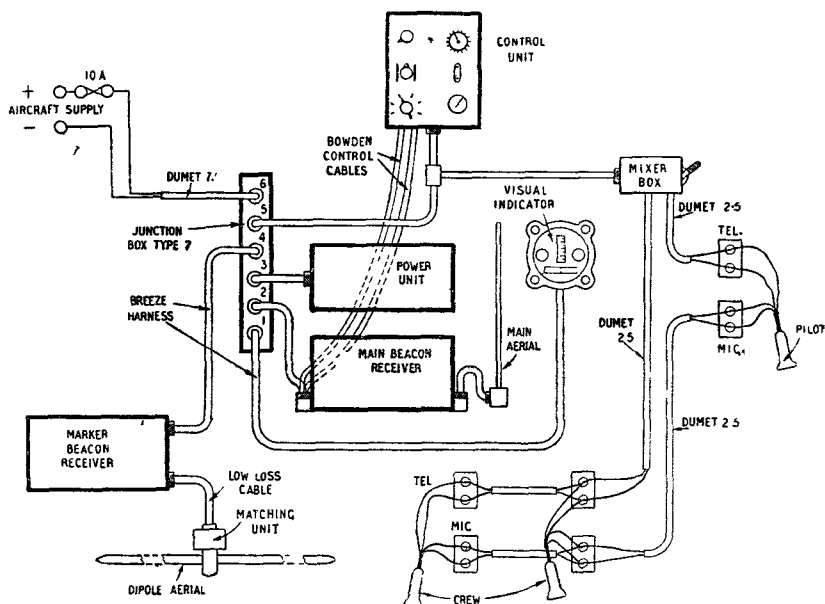 CONTROL
UNIT
10 A
+
AIRCRAFT SUPPLY
−
DUMET 7
BOWDEN
CONTROL
CABLES
MIXER
BOX
VISUAL
INDICATOR
DUMET 2·5
TEL.
JUNCTION
BOX TYPE 7
6
5
4
3
2
1
POWER
UNIT
BREEZE
HARNESS
MAIN BEACON
RECEIVER
MAIN
AERIAL
DUMET
2·5
MIC.
PILOT
DUMET 2·5
MARKER
BEACON
RECEIVER
LOW LOSS
CABLE
MATCHING
UNIT
DIPOLE AERIAL
TEL
MIC
CREW